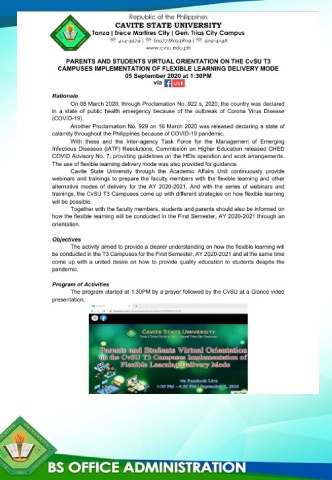 Republic of the Philippines
CAVITE STATE UNIVERSITY
Tanza | Trece Martires City | Gen. Trias City Campus
☏ 414-3979 | ☏ 509-4148
www.cvsu.edu.ph
PARENTS AND STUDENTS VIRTUAL ORIENTATION ON THE CvSU T3
CAMPUSES IMPLEMENTATION OF FLEXIBLE LEARNING DELIVERY MODE
05 September 2020 at 1:30PM
via f LIVE
Rationale
On 08 March 2020, through Proclamation No. 922 s, 2020, the country was declared
in a state of public health emergency because of the outbreak of Corona Virus Disease
(COVID-19).
Another Proclamation No. 929 on 16 March 2020 was released declaring a state of
calamity throughout the Philippines because of COVID-19 pandemic.
With these and the Inter-agency Task Force for the Management of Emerging
Infectious Diseases (IATF) Resolutions, Commission on Higher Education released CHED
COVID Advisory No. 7, providing guidelines on the HEIs operation and work arrangements.
The use of flexible learning delivery mode was also provided for guidance.
Cavite State University through the Academic Affairs Unit continuously provide
webinars and trainings to prepare the faculty members with the flexible learning and other
alternative modes of delivery for the AY 2020-2021. And with the series of webinars and
trainings, the CvSU T3 Campuses come up with different strategies on how flexible learning
will be possible.
Together with the faculty members, students and parents should also be informed on
how the flexible learning will be conducted in the First Semester, AY 2020-2021 through an
orientation.
Objectives
The activity aimed to provide a clearer understanding on how the flexible learning will
be conducted in the T3 Campuses for the First Semester, AY 2020-2021 and at the same time
come up with a united desire on how to provide quality education to students despite the
pandemic.
Program of Activities
The program started at 1:30PM by a prayer followed by the CvSU at a Glance video
presentation.
CAVITE STATE UNIVERSITY
Parents and Students Virtual Orientation
on the CvSU T3 Campuses Implementation of
Flexible Learning Delivery Mode
via Facebook Live
1:30 PM - 4:30 PM | September 5, 2020
BS OFFICE ADMINISTRATION